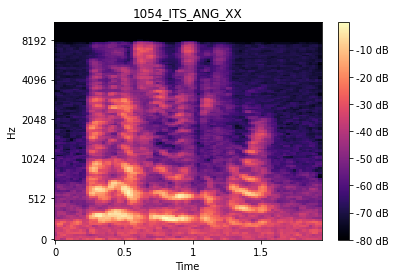 1054_ITS_ANG_XX
8192
4096
2048
1024
512
0
Hz
0
0.5
1
1.5
Time
-10 dB
-20 dB
-30 dB
-40 dB
-50 dB
-60 dB
-70 dB
-80 dB